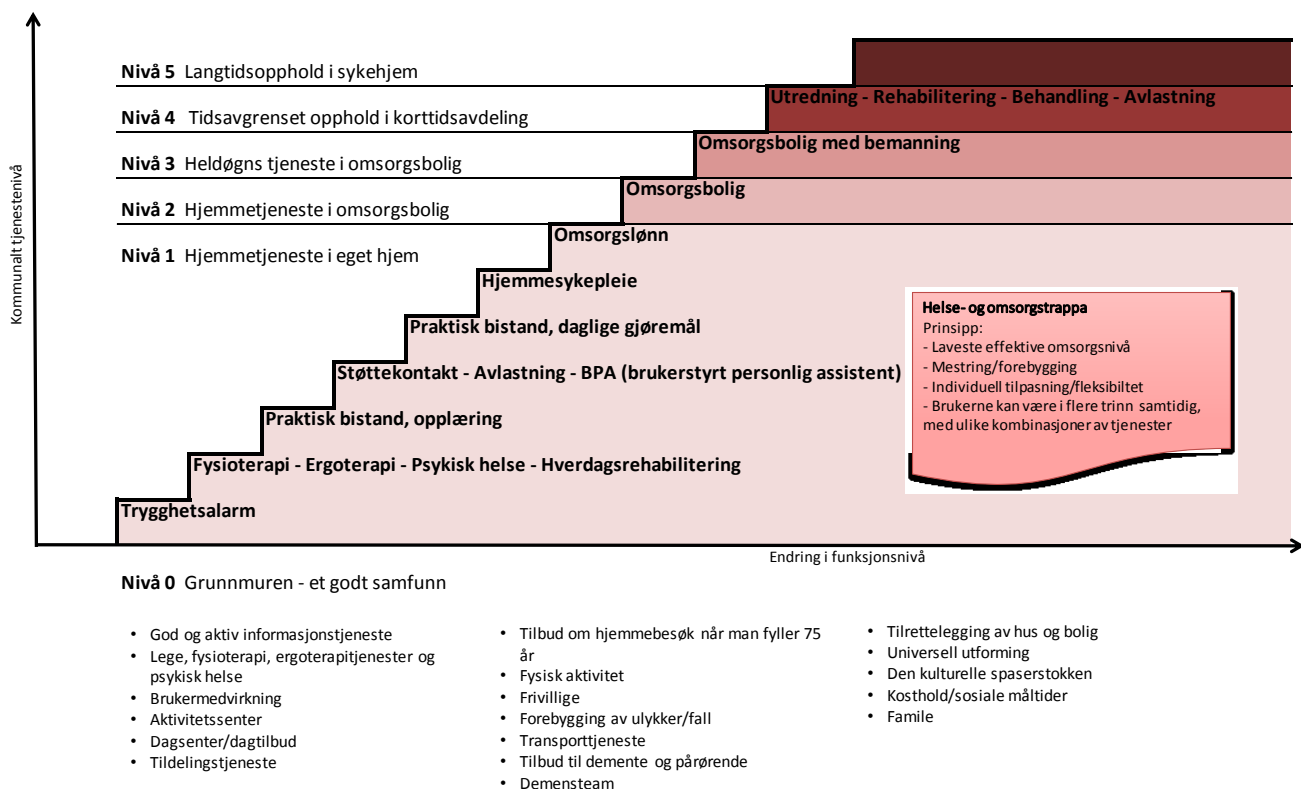 Kommunalt tjenestenivå
Nivå 5 Langtidsopphold i sykehjem
Utredning - Rehabilitering - Behandling - Avlastning
Nivå 4 Tidsavgrenset opphold i korttidsavdeling
Omsorgsbolig med bemanning
Nivå 3 Heldøgns tjeneste i omsorgsbolig
Omsorgsbolig
Nivå 2 Hjemmetjeneste i omsorgsbolig
Omsorgslønn
Nivå 1 Hjemmetjeneste i eget hjem
Hjemmesykepleie
Praktisk bistand, daglige gjøremål
Støttekontakt - Avlastning - BPA (brukerstyrt personlig assistent)
Praktisk bistand, opplæring
Fysioterapi - Ergoterapi - Psykisk helse - Hverdagsrehabilitering
Trygghetsalarm
Helse- og omsorgstrappa
Prinsipp:
- Laveste effektive omsorgsnivå
- Mestring/forebygging
- Individuell tilpasning/fleksibiltet
- Brukerne kan være i flere trinn samtidig,
med ulike kombinasjoner av tjenester
Endring i funksjonsnivå
Nivå 0 Grunnmuren - et godt samfunn
• God og aktiv informasjonstjeneste
• Lege, fysioterapi, ergoterapitjenester og
psykisk helse
• Brukermedvirkning
• Aktivitetssenter
• Dagsenter/dagtilbud
• Tildelingstjeneste
• Tilbud om hjemmebesøk når man fyller 75
år
• Fysisk aktivitet
• Frivillige
• Forebygging av ulykker/fall
• Transporttjeneste
• Tilbud til demente og pårørende
• Demensteam
• Tilrettelegging av hus og bolig
• Universell utforming
• Den kulturelle spaserstokken
• Kosthold/sosiale måltider
• Famile